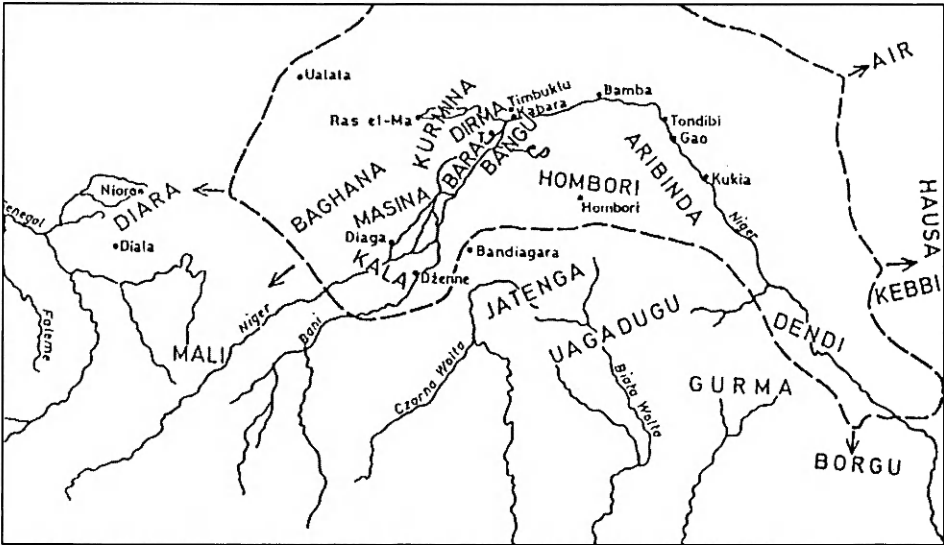 AIR
Ualata
Bamba
Timbuktu
Kabara
Ras el-Ma
KURMINA
DIRMA
Tondibi
Gao
BARA
BANGU
ARIBINDA
HOMBORI
Hombori
Kukia
Nioro
DIARA
BAGHANA
MASINA
Senegal
Diala
Diaga
KALA
Bandiagara
Dżenne
Niger
HAUSA
KEBBI
Niger
Bani
JATENGA
UAGADUGU
DENDI
Faleme
MALI
Czarna Wolta
Biała Wolta
GURMA
BORGU